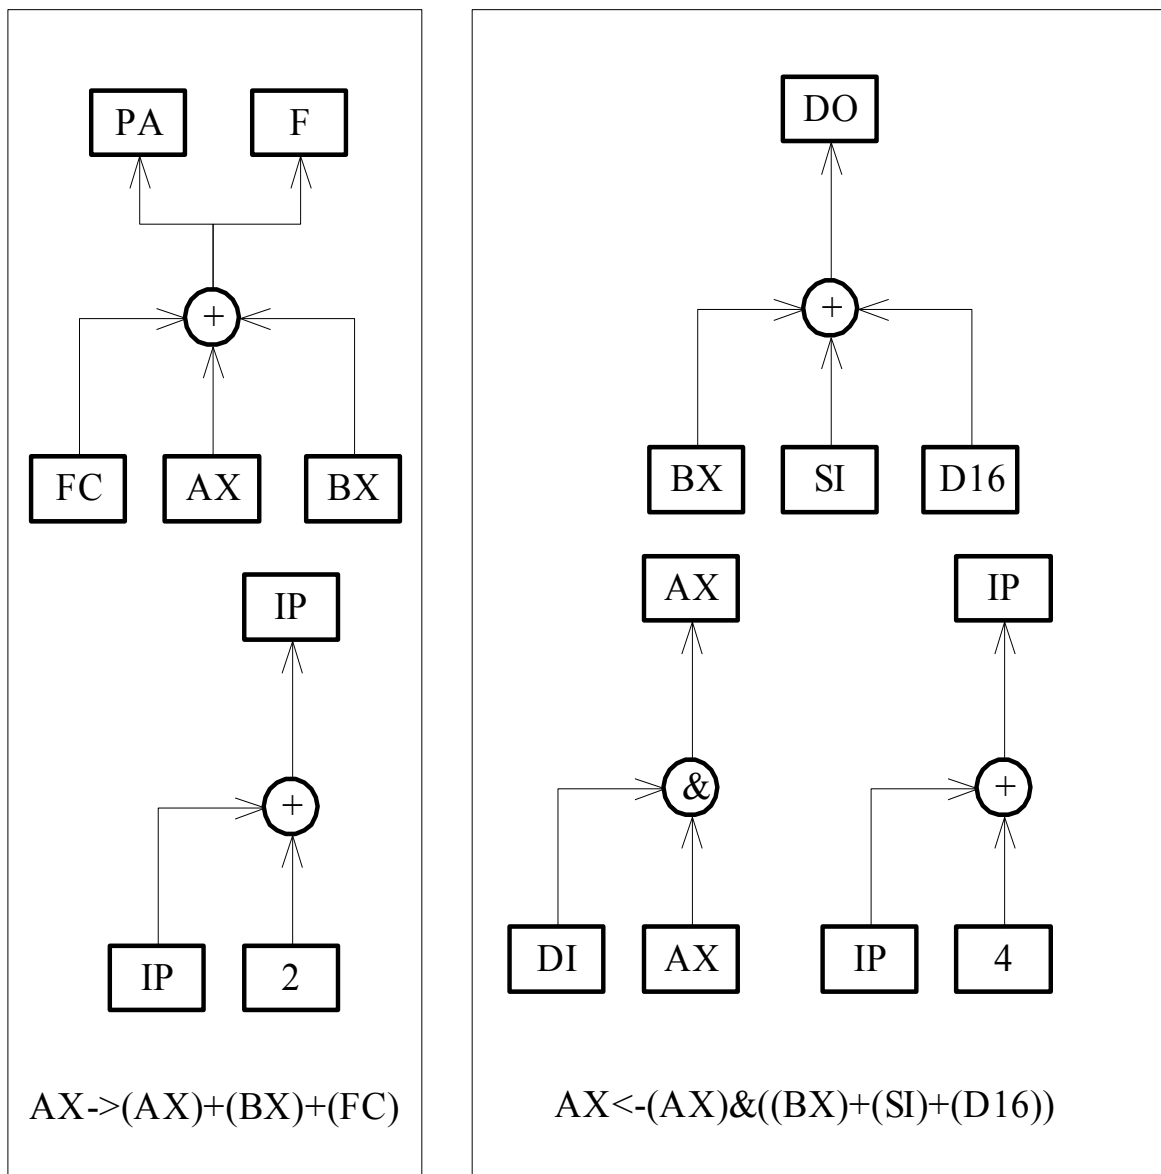 PA F
+
FC AX BX
IP
+
IP 2
AX->(AX)+(BX)+(FC)
DO
+
BX SI D16
AX IP
& +
DI AX IP 4
AX<-(AX)&((BX)+(SI)+(D16))